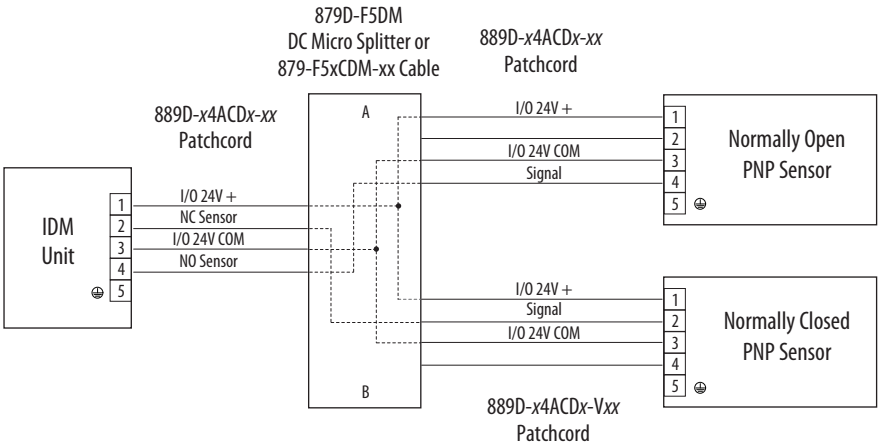 879D-F5DM
DC Micro Splitter or
879-F5xCDM-xx Cable
889D-x4ACDx-xx
Patchcord
889D-x4ACDx-xx
Patchcord
A
I/O 24V +
I/O 24V COM
Signal
1
2
3
4
5
Normally Open
PNP Sensor
IDM
Unit
1
2
3
4
5
I/O 24V +
NC Sensor
I/O 24V COM
NO Sensor
I/O 24V +
Signal
I/O 24V COM
1
2
3
4
5
Normally Closed
PNP Sensor
B
889D-x4ACDx-Vxx
Patchcord